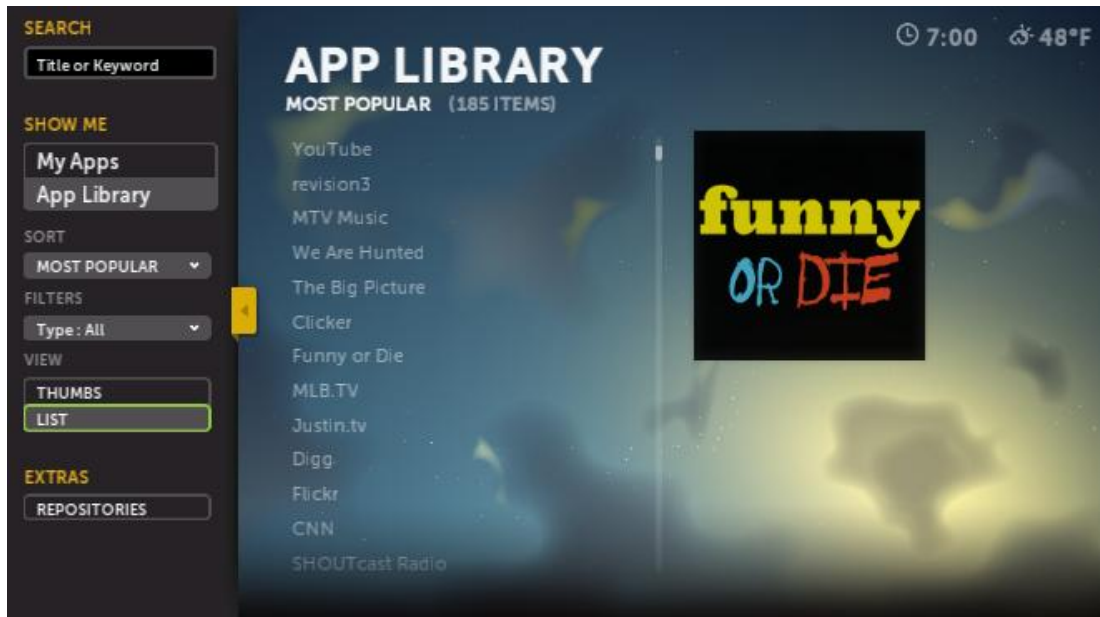 SEARCH
Title or Keyword
SHOW ME
My Apps
App Library
SORT
MOST POPULAR
FILTERS
Type : All
VIEW
THUMBS
LIST
EXTRAS
REPOSITORIES
7:00 48°F
APP LIBRARY
MOST POPULAR (185 ITEMS)
YouTube
revision3
MTV Music
We Are Hunted
The Big Picture
Clicker
Funny or Die
MLB.TV
Justin.tv
Digg
Flickr
CNN
SHOUTcast Radio
funny
OR DIE